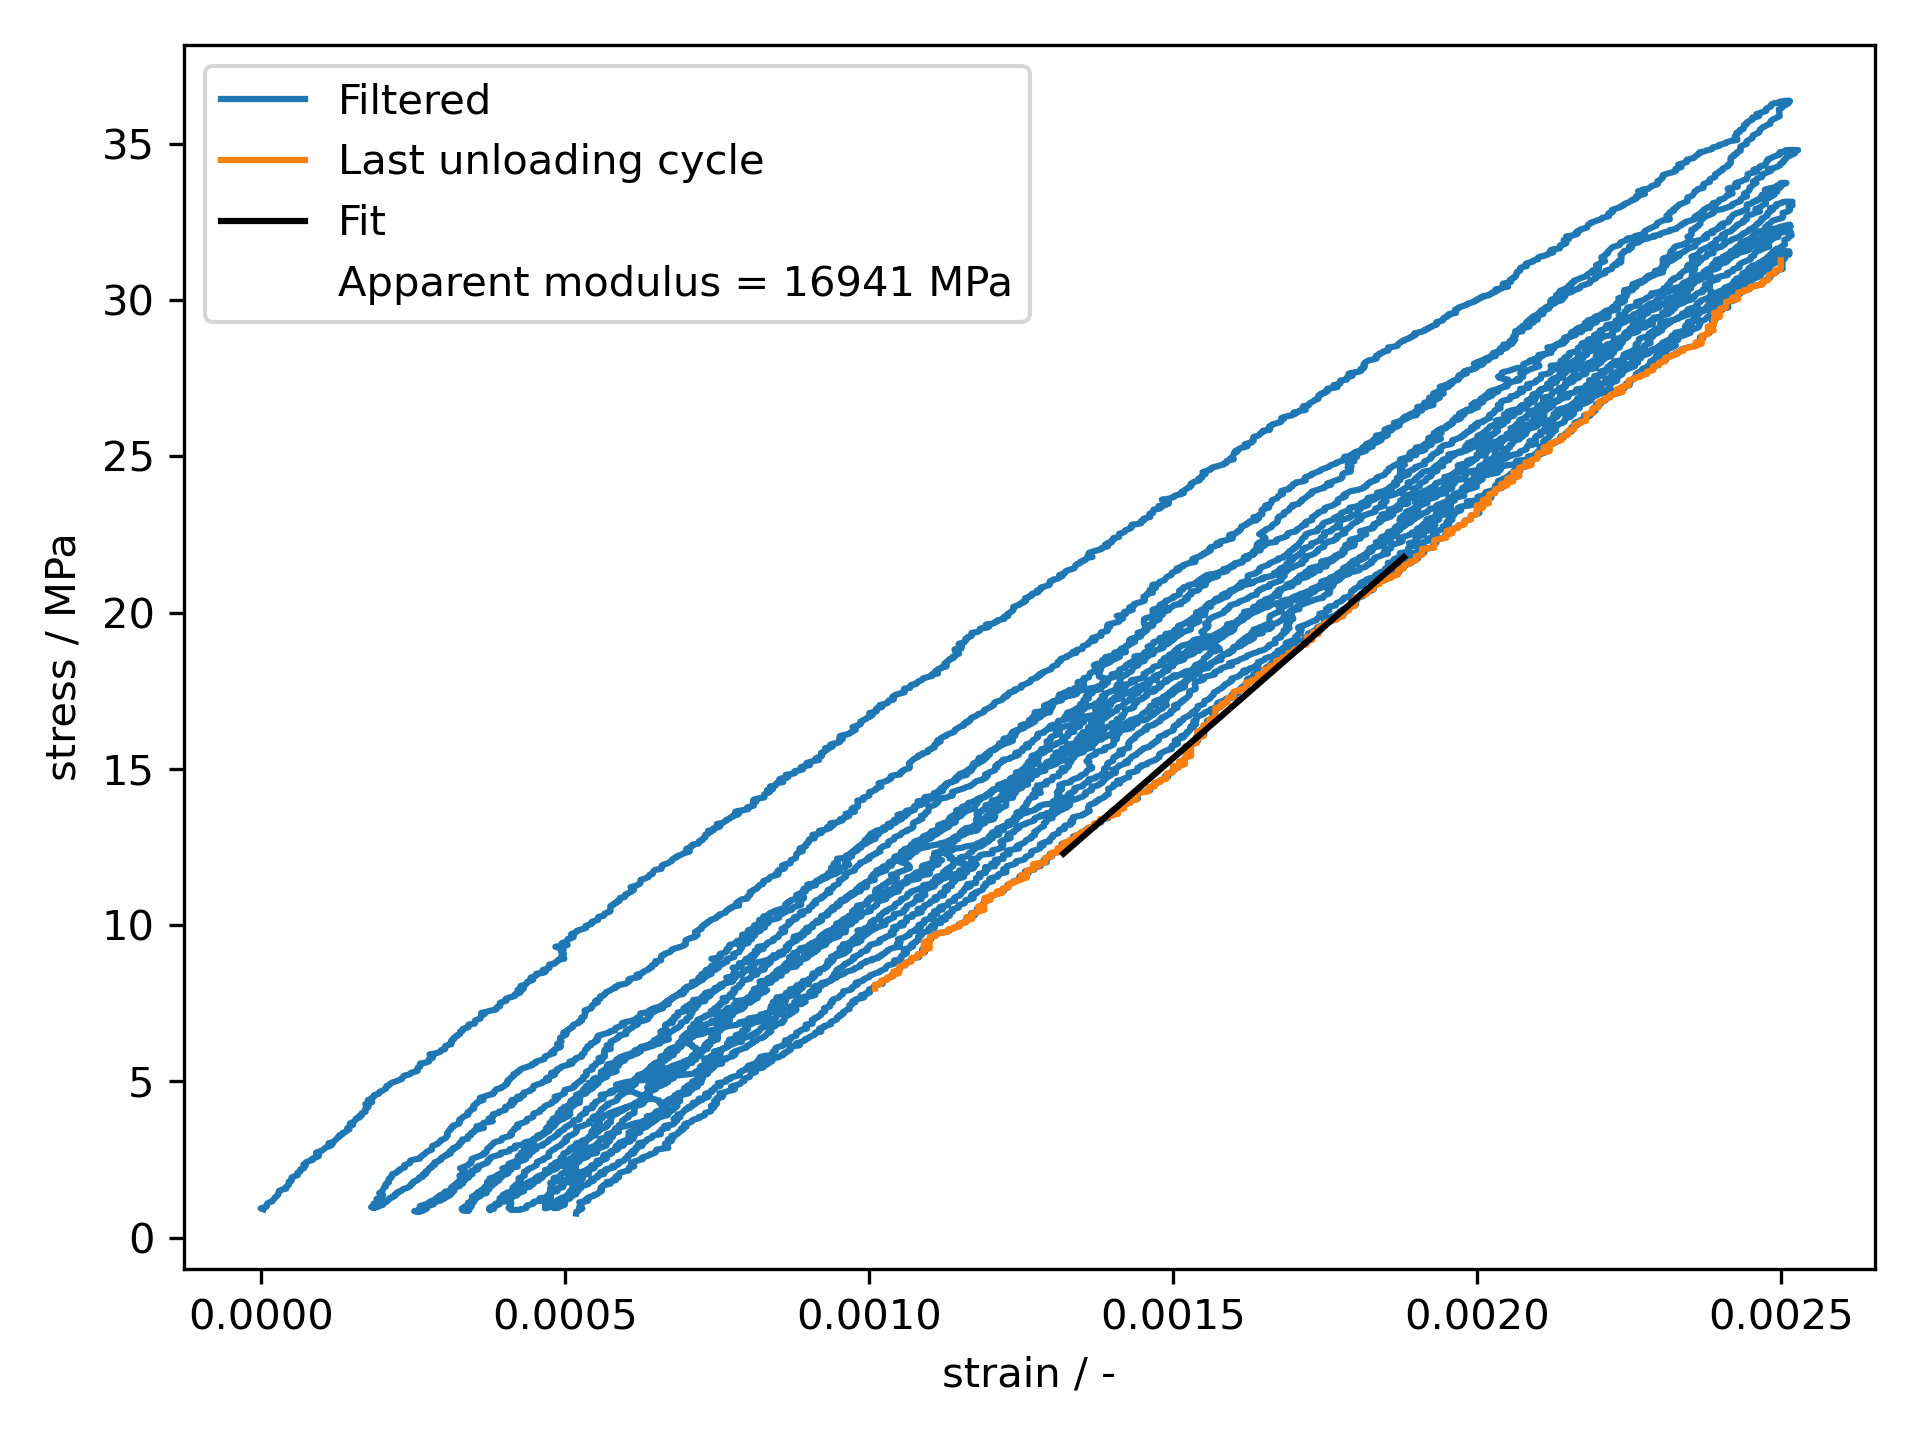 Filtered
Last unloading cycle
Fit
Apparent modulus = 16941 MPa
35
30
25
20
15
10
5
0
stress / MPa
0.0000 0.0005 0.0010 0.0015 0.0020 0.0025
strain / -